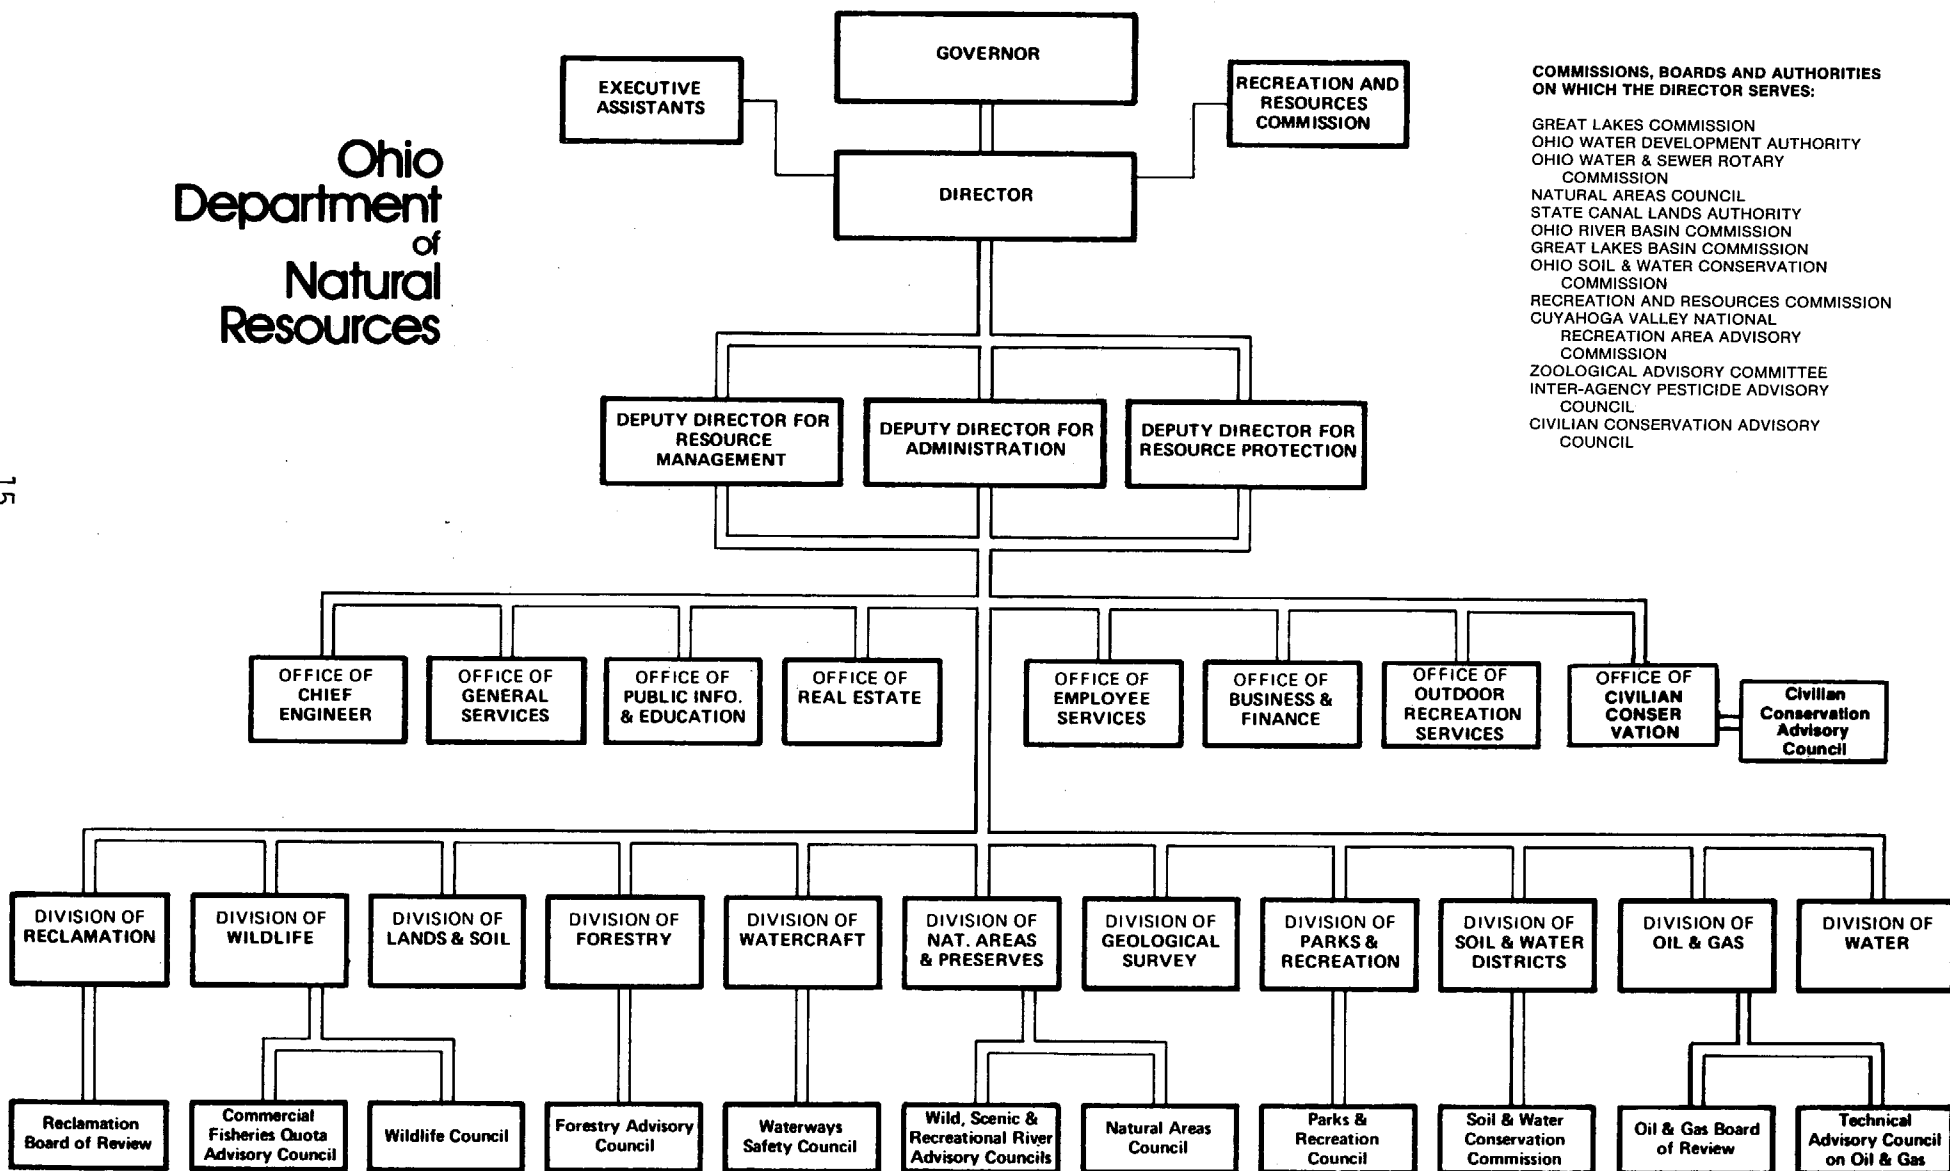 GOVERNOR
EXECUTIVE
ASSISTANTS
RECREATION AND
RESOURCES
COMMISSION
DIRECTOR
COMMISSIONS, BOARDS AND AUTHORITIES
ON WHICH THE DIRECTOR SERVES:
GREAT LAKES COMMISSION
OHIO WATER DEVELOPMENT AUTHORITY
OHIO WATER & SEWER ROTARY
COMMISSION
NATURAL AREAS COUNCIL
STATE CANAL LANDS AUTHORITY
OHIO RIVER BASIN COMMISSION
GREAT LAKES BASIN COMMISSION
OHIO SOIL & WATER CONSERVATION
COMMISSION
RECREATION AND RESOURCES COMMISSION
CUYAHOGA VALLEY NATIONAL
RECREATION AREA ADVISORY
COMMISSION
ZOOLOGICAL ADVISORY COMMITTEE
INTER-AGENCY PESTICIDE ADVISORY
COUNCIL
CIVILIAN CONSERVATION ADVISORY
COUNCIL
Ohio
Department
of
Natural
Resources
DEPUTY DIRECTOR FOR
RESOURCE
MANAGEMENT
DEPUTY DIRECTOR FOR
ADMINISTRATION
DEPUTY DIRECTOR FOR
RESOURCE PROTECTION
15
OFFICE OF
CHIEF
ENGINEER
OFFICE OF
GENERAL
SERVICES
OFFICE OF
PUBLIC INFO.
& EDUCATION
OFFICE OF
REAL ESTATE
OFFICE OF
EMPLOYEE
SERVICES
OFFICE OF
BUSINESS &
FINANCE
OFFICE OF
OUTDOOR
RECREATION
SERVICES
OFFICE OF
CIVILIAN
CONSER
VATION
Civilian
Conservation
Advisory
Council
DIVISION OF
RECLAMATION
DIVISION OF
WILDLIFE
DIVISION OF
LANDS & SOIL
DIVISION OF
FORESTRY
DIVISION OF
WATERCRAFT
DIVISION OF
NAT. AREAS
& PRESERVES
DIVISION OF
GEOLOGICAL
SURVEY
DIVISION OF
PARKS &
RECREATION
DIVISION OF
SOIL & WATER
DISTRICTS
DIVISION OF
OIL & GAS
DIVISION OF
WATER
Reclamation
Board of Review
Commercial
Fisheries Quota
Advisory Council
Wildlife Council
Forestry Advisory
Council
Waterways
Safety Council
Wild, Scenic &
Recreational River
Advisory Councils
Natural Areas
Council
Parks &
Recreation
Council
Soil & Water
Conservation
Commission
Oil & Gas Board
of Review
Technical
Advisory Council
on Oil & Gas